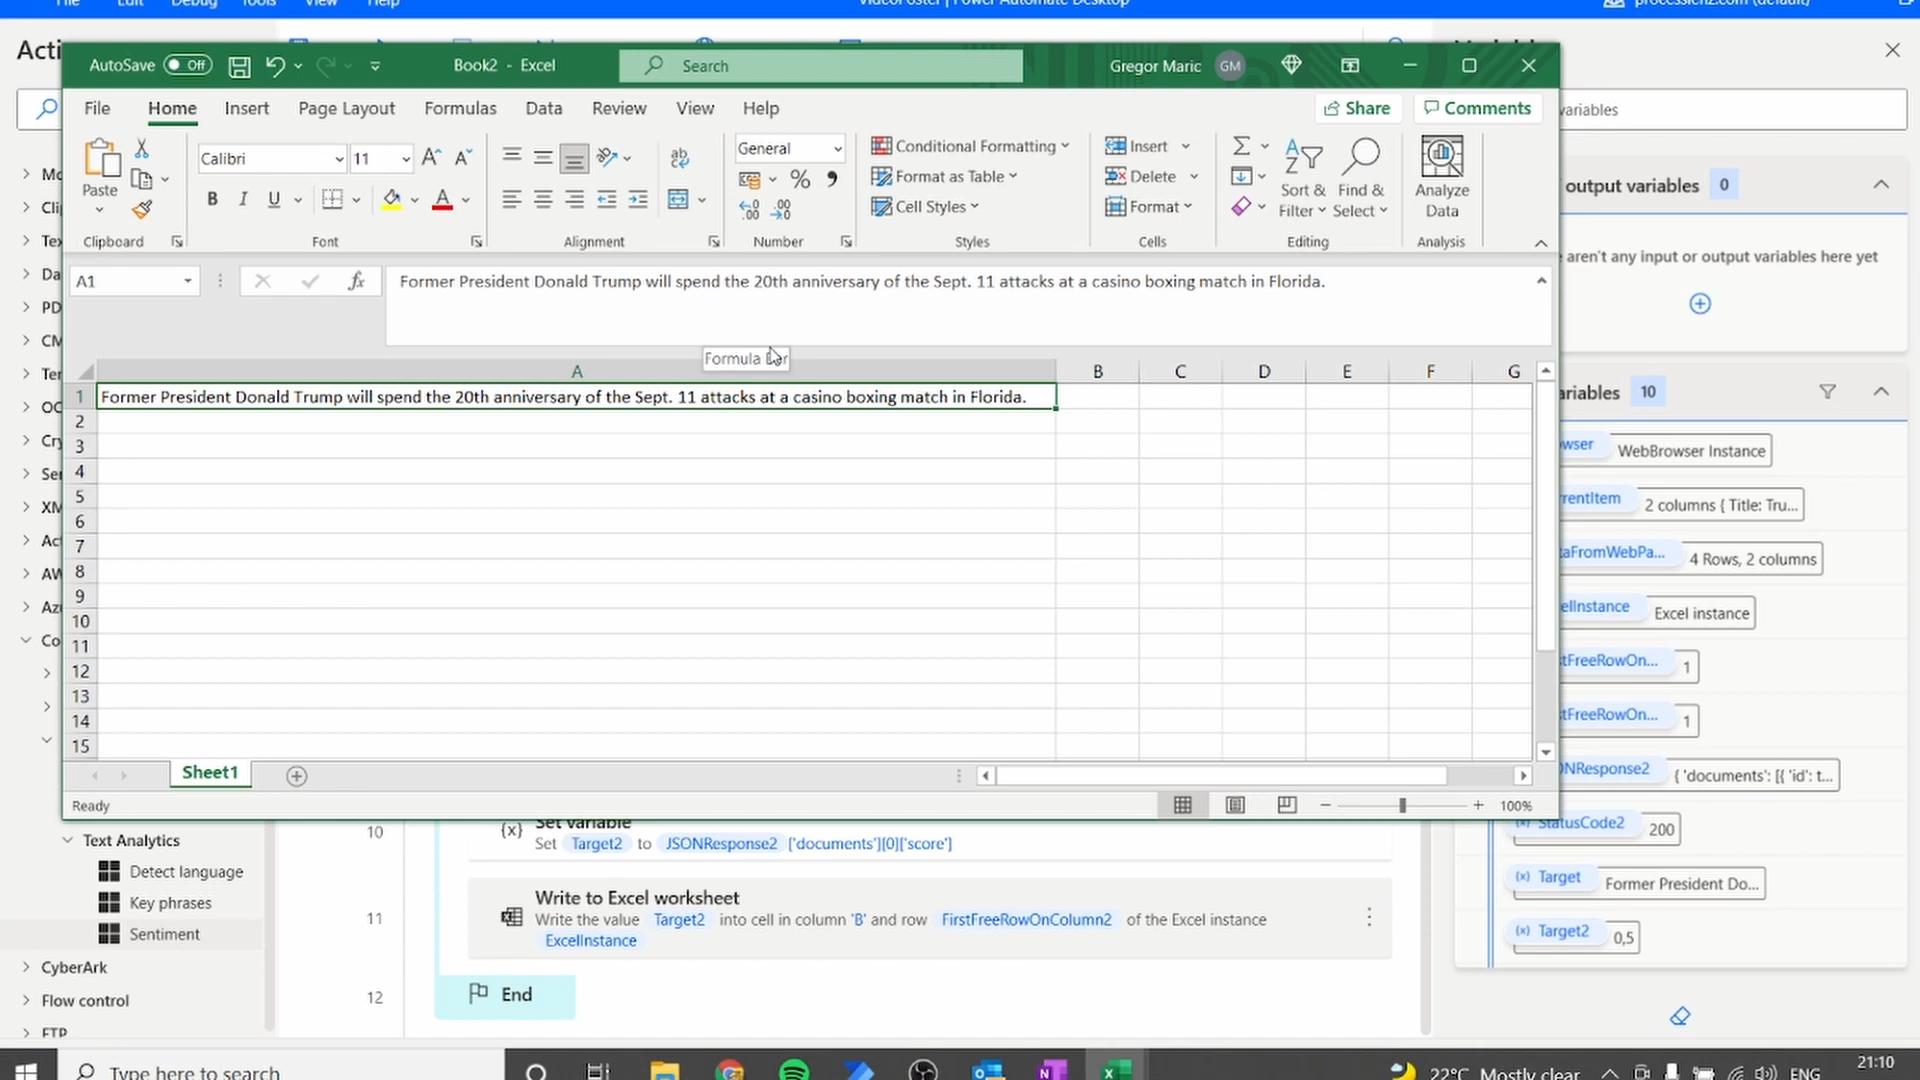 AutoSave Off Book2 - Excel Search Gregor Maric GM
File Home Insert Page Layout Formulas Data Review View Help Share Comments
Paste Calibri 11 General Conditional Formatting Insert
Format as Table Delete
B I U Cell Styles Format
Sort & Filter Find & Select Analyze Data
Clipboard Font Alignment Number Styles Cells Editing Analysis
A1 fx Former President Donald Trump will spend the 20th anniversary of the Sept. 11 attacks at a casino boxing match in Florida.
Formula Bar
A B C D E F G
1 Former President Donald Trump will spend the 20th anniversary of the Sept. 11 attacks at a casino boxing match in Florida.
2
3
4
5
6
7
8
9
10
11
12
13
14
15
Sheet1
Ready 100%
variables
output variables 0
aren't any input or output variables here yet
10
WebBrowser Instance
2 columns { Title: Tru...
4 Rows, 2 columns
Excel instance
FreeRowOn... 1
FreeRowOn... 1
{ 'documents': [{ 'id': t...
StatusCode2 200
(x) Target Former President Do...
(x) Target2 0,5
Text Analytics
Detect language
Key phrases
Sentiment
CyberArk
Flow control
FTP
10 {x} Set variable
Set Target2 to JSONResponse2 ['documents'][0]['score']
11 Write to Excel worksheet
Write the value Target2 into cell in column 'B' and row FirstFreeRowOnColumn2 of the Excel instance
ExcelInstance
12 End
Type here to search 22°C Mostly clear ENG 21:10